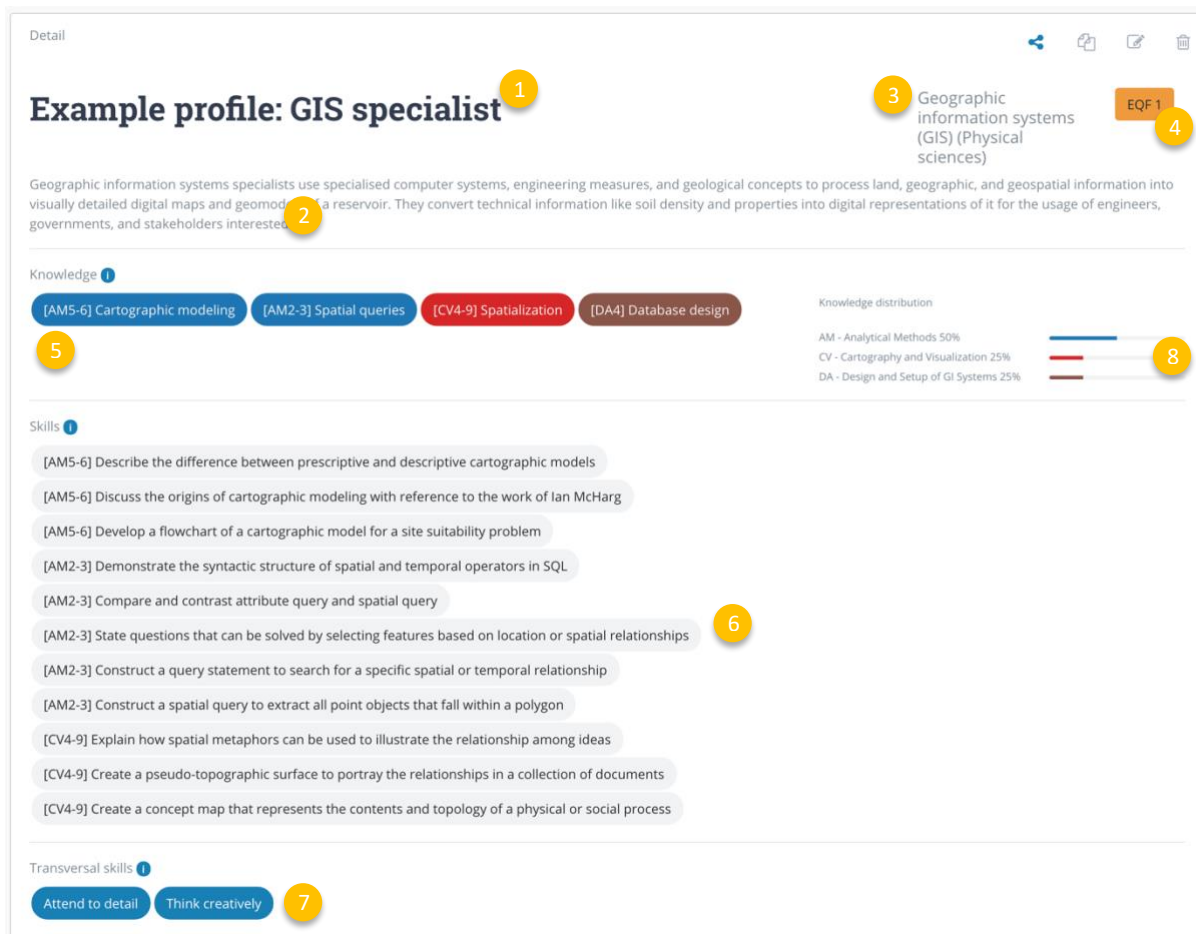 Detail
Example profile: GIS specialist
1
3
Geographic
information systems
(GIS) (Physical
sciences)
EQF 1
4
Geographic information systems specialists use specialised computer systems, engineering measures, and geological concepts to process land, geographic, and geospatial information into
visually detailed digital maps and geomod a reservoir. They convert technical information like soil density and properties into digital representations of it for the usage of engineers,
governments, and stakeholders interested
2
Knowledge i
[AM5-6] Cartographic modeling [AM2-3] Spatial queries [CV4-9] Spatialization [DA4] Database design
5
Knowledge distribution
AM - Analytical Methods 50%
CV - Cartography and Visualization 25%
DA - Design and Setup of GI Systems 25%
8
Skills i
[AM5-6] Describe the difference between prescriptive and descriptive cartographic models
[AM5-6] Discuss the origins of cartographic modeling with reference to the work of Ian McHarg
[AM5-6] Develop a flowchart of a cartographic model for a site suitability problem
[AM2-3] Demonstrate the syntactic structure of spatial and temporal operators in SQL
[AM2-3] Compare and contrast attribute query and spatial query
[AM2-3] State questions that can be solved by selecting features based on location or spatial relationships
6
[AM2-3] Construct a query statement to search for a specific spatial or temporal relationship
[AM2-3] Construct a spatial query to extract all point objects that fall within a polygon
[CV4-9] Explain how spatial metaphors can be used to illustrate the relationship among ideas
[CV4-9] Create a pseudo-topographic surface to portray the relationships in a collection of documents
[CV4-9] Create a concept map that represents the contents and topology of a physical or social process
Transversal skills i
Attend to detail Think creatively
7